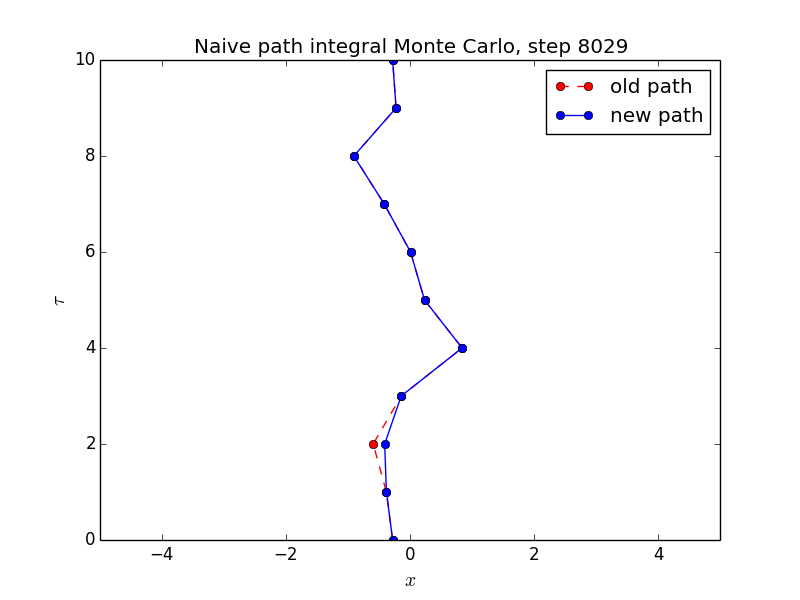 Naive path integral Monte Carlo, step 8029
old path
new path
10
8
6
4
2
0
τ
−4
−2
0
2
4
x